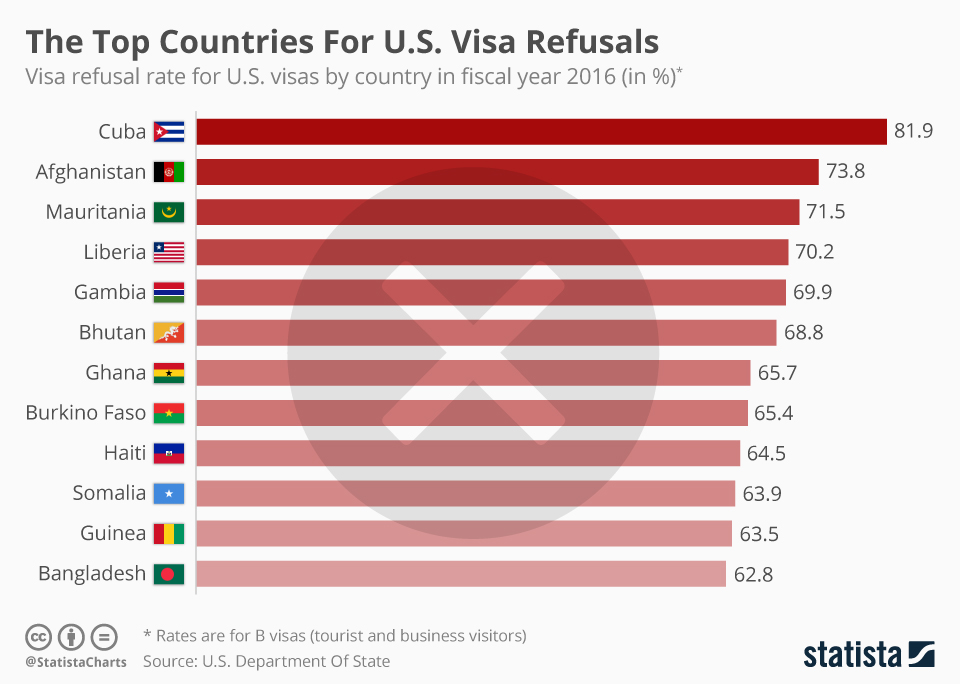 The Top Countries For U.S. Visa Refusals
Visa refusal rate for U.S. visas by country in fiscal year 2016 (in %)*
Cuba 81.9
Afghanistan 73.8
Mauritania 71.5
Liberia 70.2
Gambia 69.9
Bhutan 68.8
Ghana 65.7
Burkino Faso 65.4
Haiti 64.5
Somalia 63.9
Guinea 63.5
Bangladesh 62.8
cc
@StatistaCharts
* Rates are for B visas (tourist and business visitors)
Source: U.S. Department Of State
statista